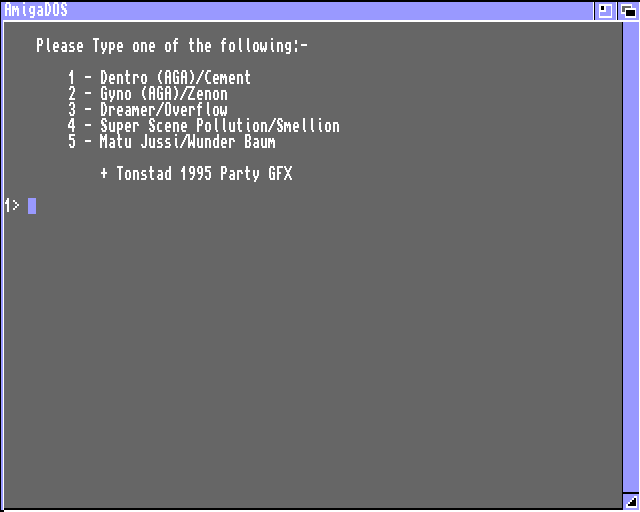 AmigaDOS
Please Type one of the following:-
1 - Dentro (AGA)/Cement
2 - Gyno (AGA)/Zenon
3 - Dreamer/Overflow
4 - Super Scene Pollution/Smellion
5 - Matu Jussi/Wunder Baum
+ Tonstad 1995 Party GFX
1>